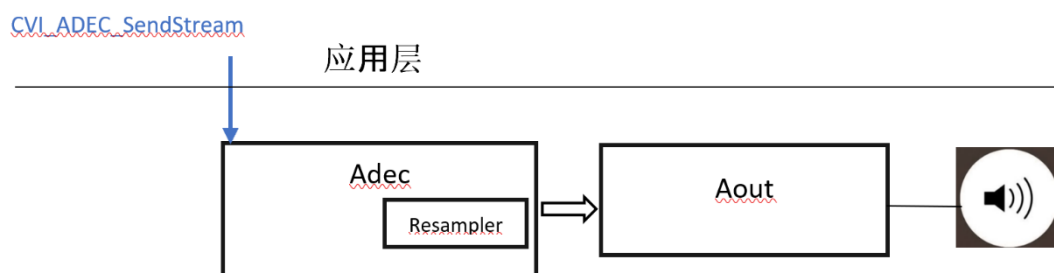 CVI_ADEC_SendStream
应用层
Adec
Aout
Resampler